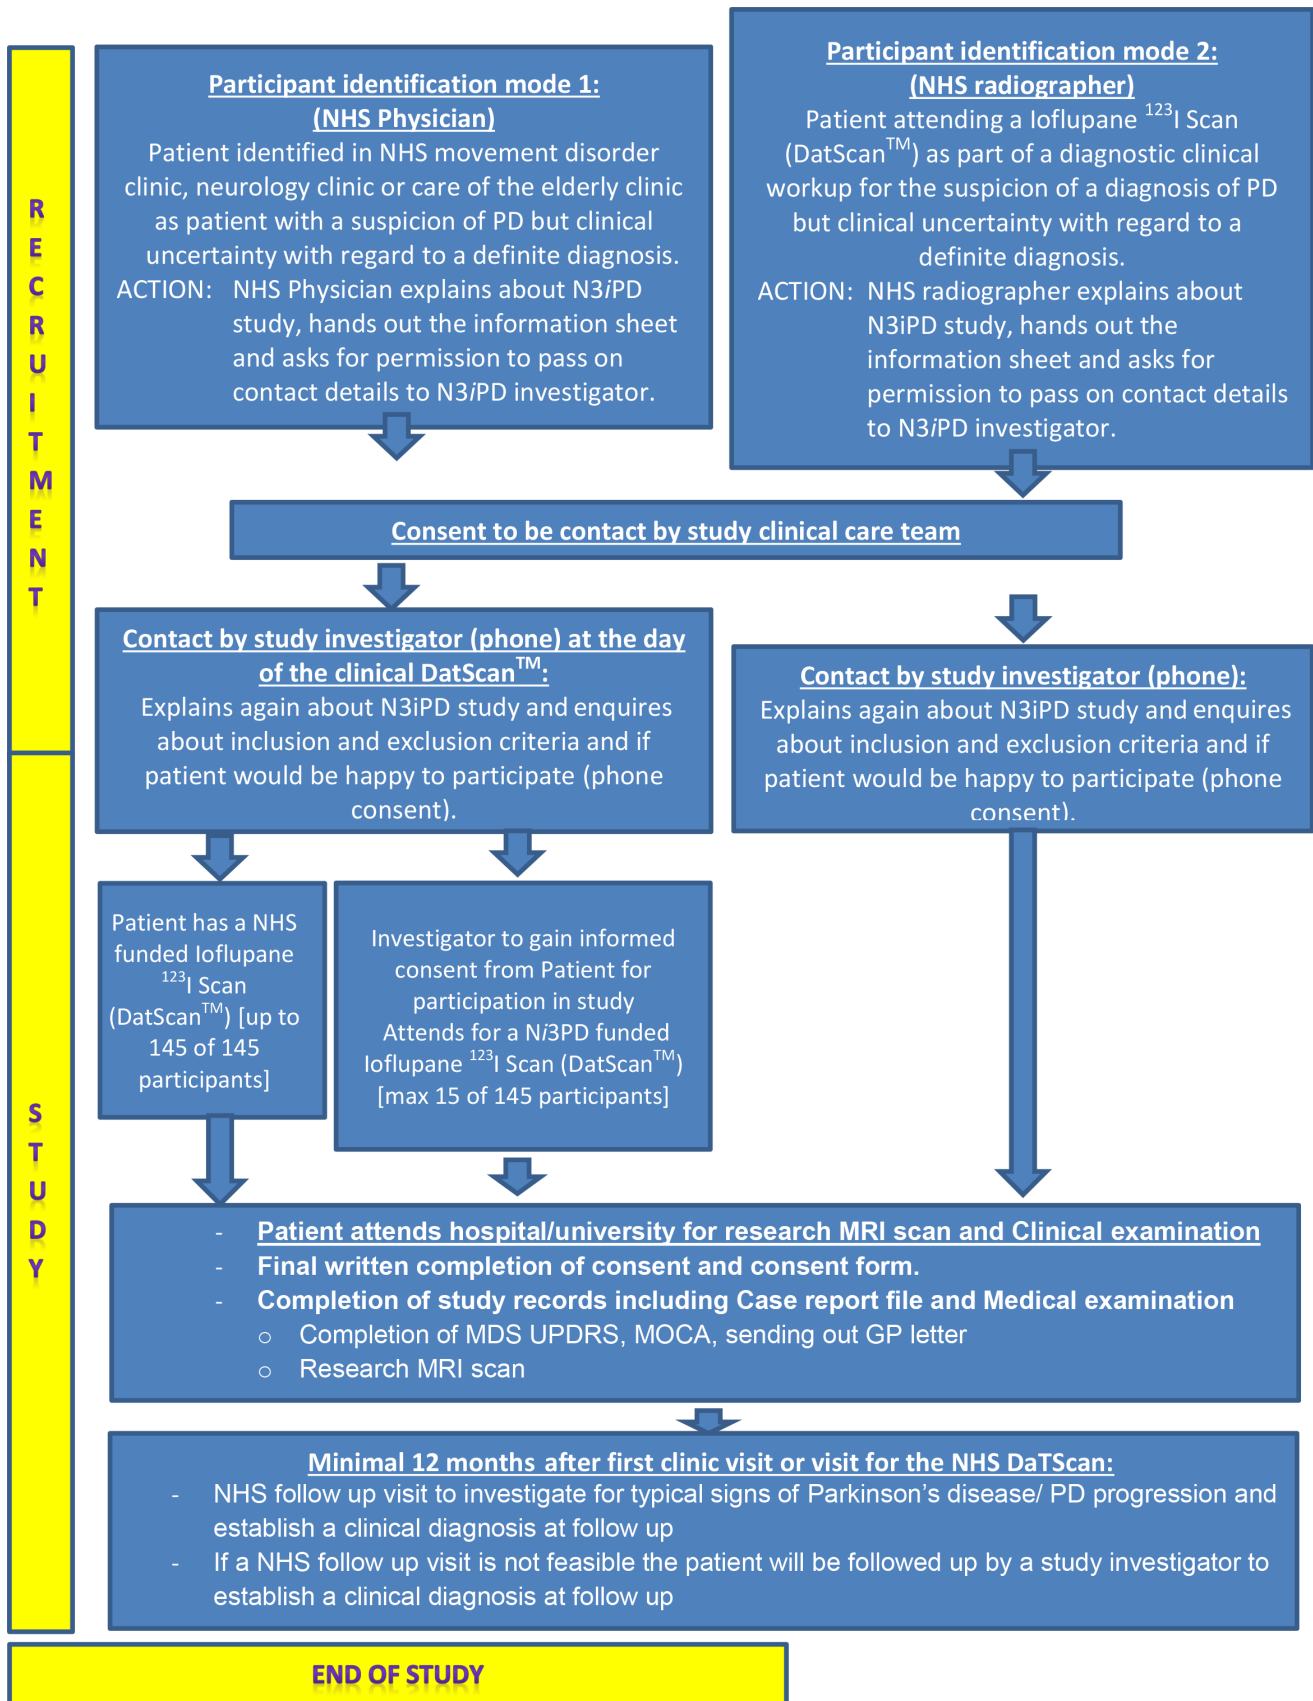 RECRUITMENT
Participant identification mode 1:
(NHS Physician)
Patient identified in NHS movement disorder
clinic, neurology clinic or care of the elderly clinic
as patient with a suspicion of PD but clinical
uncertainty with regard to a definite diagnosis.
ACTION: NHS Physician explains about N3iPD
study, hands out the information sheet
and asks for permission to pass on
contact details to N3iPD investigator.
Participant identification mode 2:
(NHS radiographer)
Patient attending a Ioflupane ¹²³I Scan
(DatScan™) as part of a diagnostic clinical
workup for the suspicion of a diagnosis of PD
but clinical uncertainty with regard to a
definite diagnosis.
ACTION: NHS radiographer explains about
N3iPD study, hands out the
information sheet and asks for
permission to pass on contact details
to N3iPD investigator.
Consent to be contact by study clinical care team
Contact by study investigator (phone) at the day
of the clinical DatScan™:
Explains again about N3iPD study and enquires
about inclusion and exclusion criteria and if
patient would be happy to participate (phone
consent).
Contact by study investigator (phone):
Explains again about N3iPD study and enquires
about inclusion and exclusion criteria and if
patient would be happy to participate (phone
consent).
STUDY
Patient has a NHS
funded Ioflupane
¹²³I Scan
(DatScan™) [up to
145 of 145
participants]
Investigator to gain informed
consent from Patient for
participation in study
Attends for a Ni3PD funded
Ioflupane ¹²³I Scan (DatScan™)
[max 15 of 145 participants]
- Patient attends hospital/university for research MRI scan and Clinical examination
- Final written completion of consent and consent form.
- Completion of study records including Case report file and Medical examination
o Completion of MDS UPDRS, MOCA, sending out GP letter
o Research MRI scan
Minimal 12 months after first clinic visit or visit for the NHS DaTScan:
- NHS follow up visit to investigate for typical signs of Parkinson's disease/ PD progression and
establish a clinical diagnosis at follow up
- If a NHS follow up visit is not feasible the patient will be followed up by a study investigator to
establish a clinical diagnosis at follow up
END OF STUDY